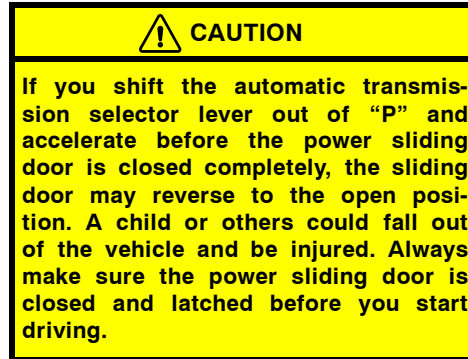 CAUTION
If you shift the automatic transmis-
sion selector lever out of “P” and
accelerate before the power sliding
door is closed completely, the sliding
door may reverse to the open posi-
tion. A child or others could fall out
of the vehicle and be injured. Always
make sure the power sliding door is
closed and latched before you start
driving.